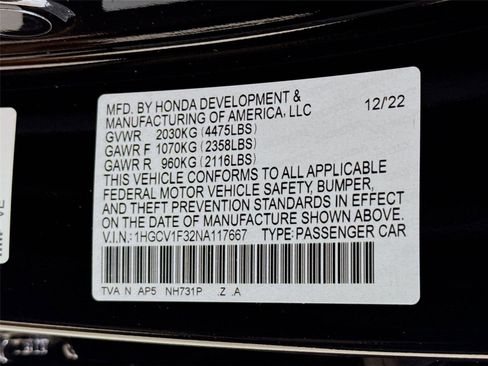 MFD. BY HONDA DEVELOPMENT &
MANUFACTURING OF AMERICA, LLC 12/22
GVWR 2030KG (4475LBS)
GAWR F 1070KG (2358LBS)
GAWR R 960KG (2116LBS)
THIS VEHICLE CONFORMS TO ALL APPLICABLE
FEDERAL MOTOR VEHICLE SAFETY, BUMPER,
AND THEFT PREVENTION STANDARDS IN EFFECT
ON THE DATE OF MANUFACTURE SHOWN ABOVE.
V.I.N.: 1HGCV1F32NA117667 TYPE: PASSENGER CAR
TVA N AP5 NH731P .Z .A